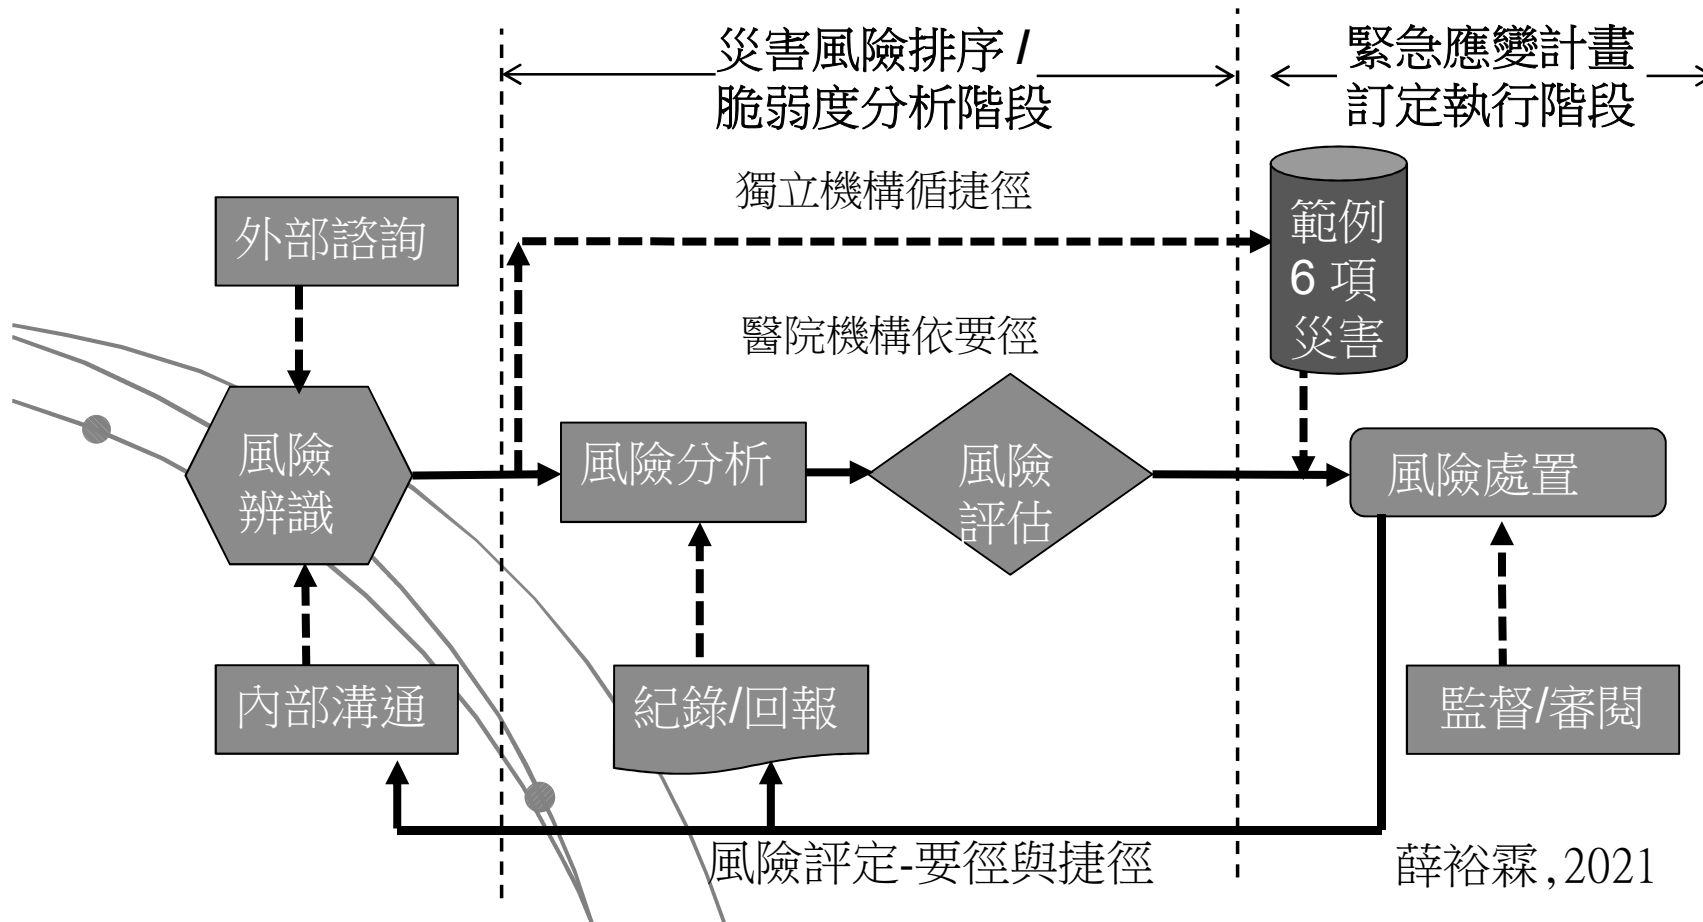 災害風險排序 /
脆弱度分析階段
緊急應變計畫
訂定執行階段
獨立機構循捷徑
外部諮詢
範例
6 項
災害
醫院機構依要徑
風險
辨識
風險分析
風險
評估
風險處置
內部溝通
紀錄/回報
監督/審閱
風險評定-要徑與捷徑
薛裕霖,2021